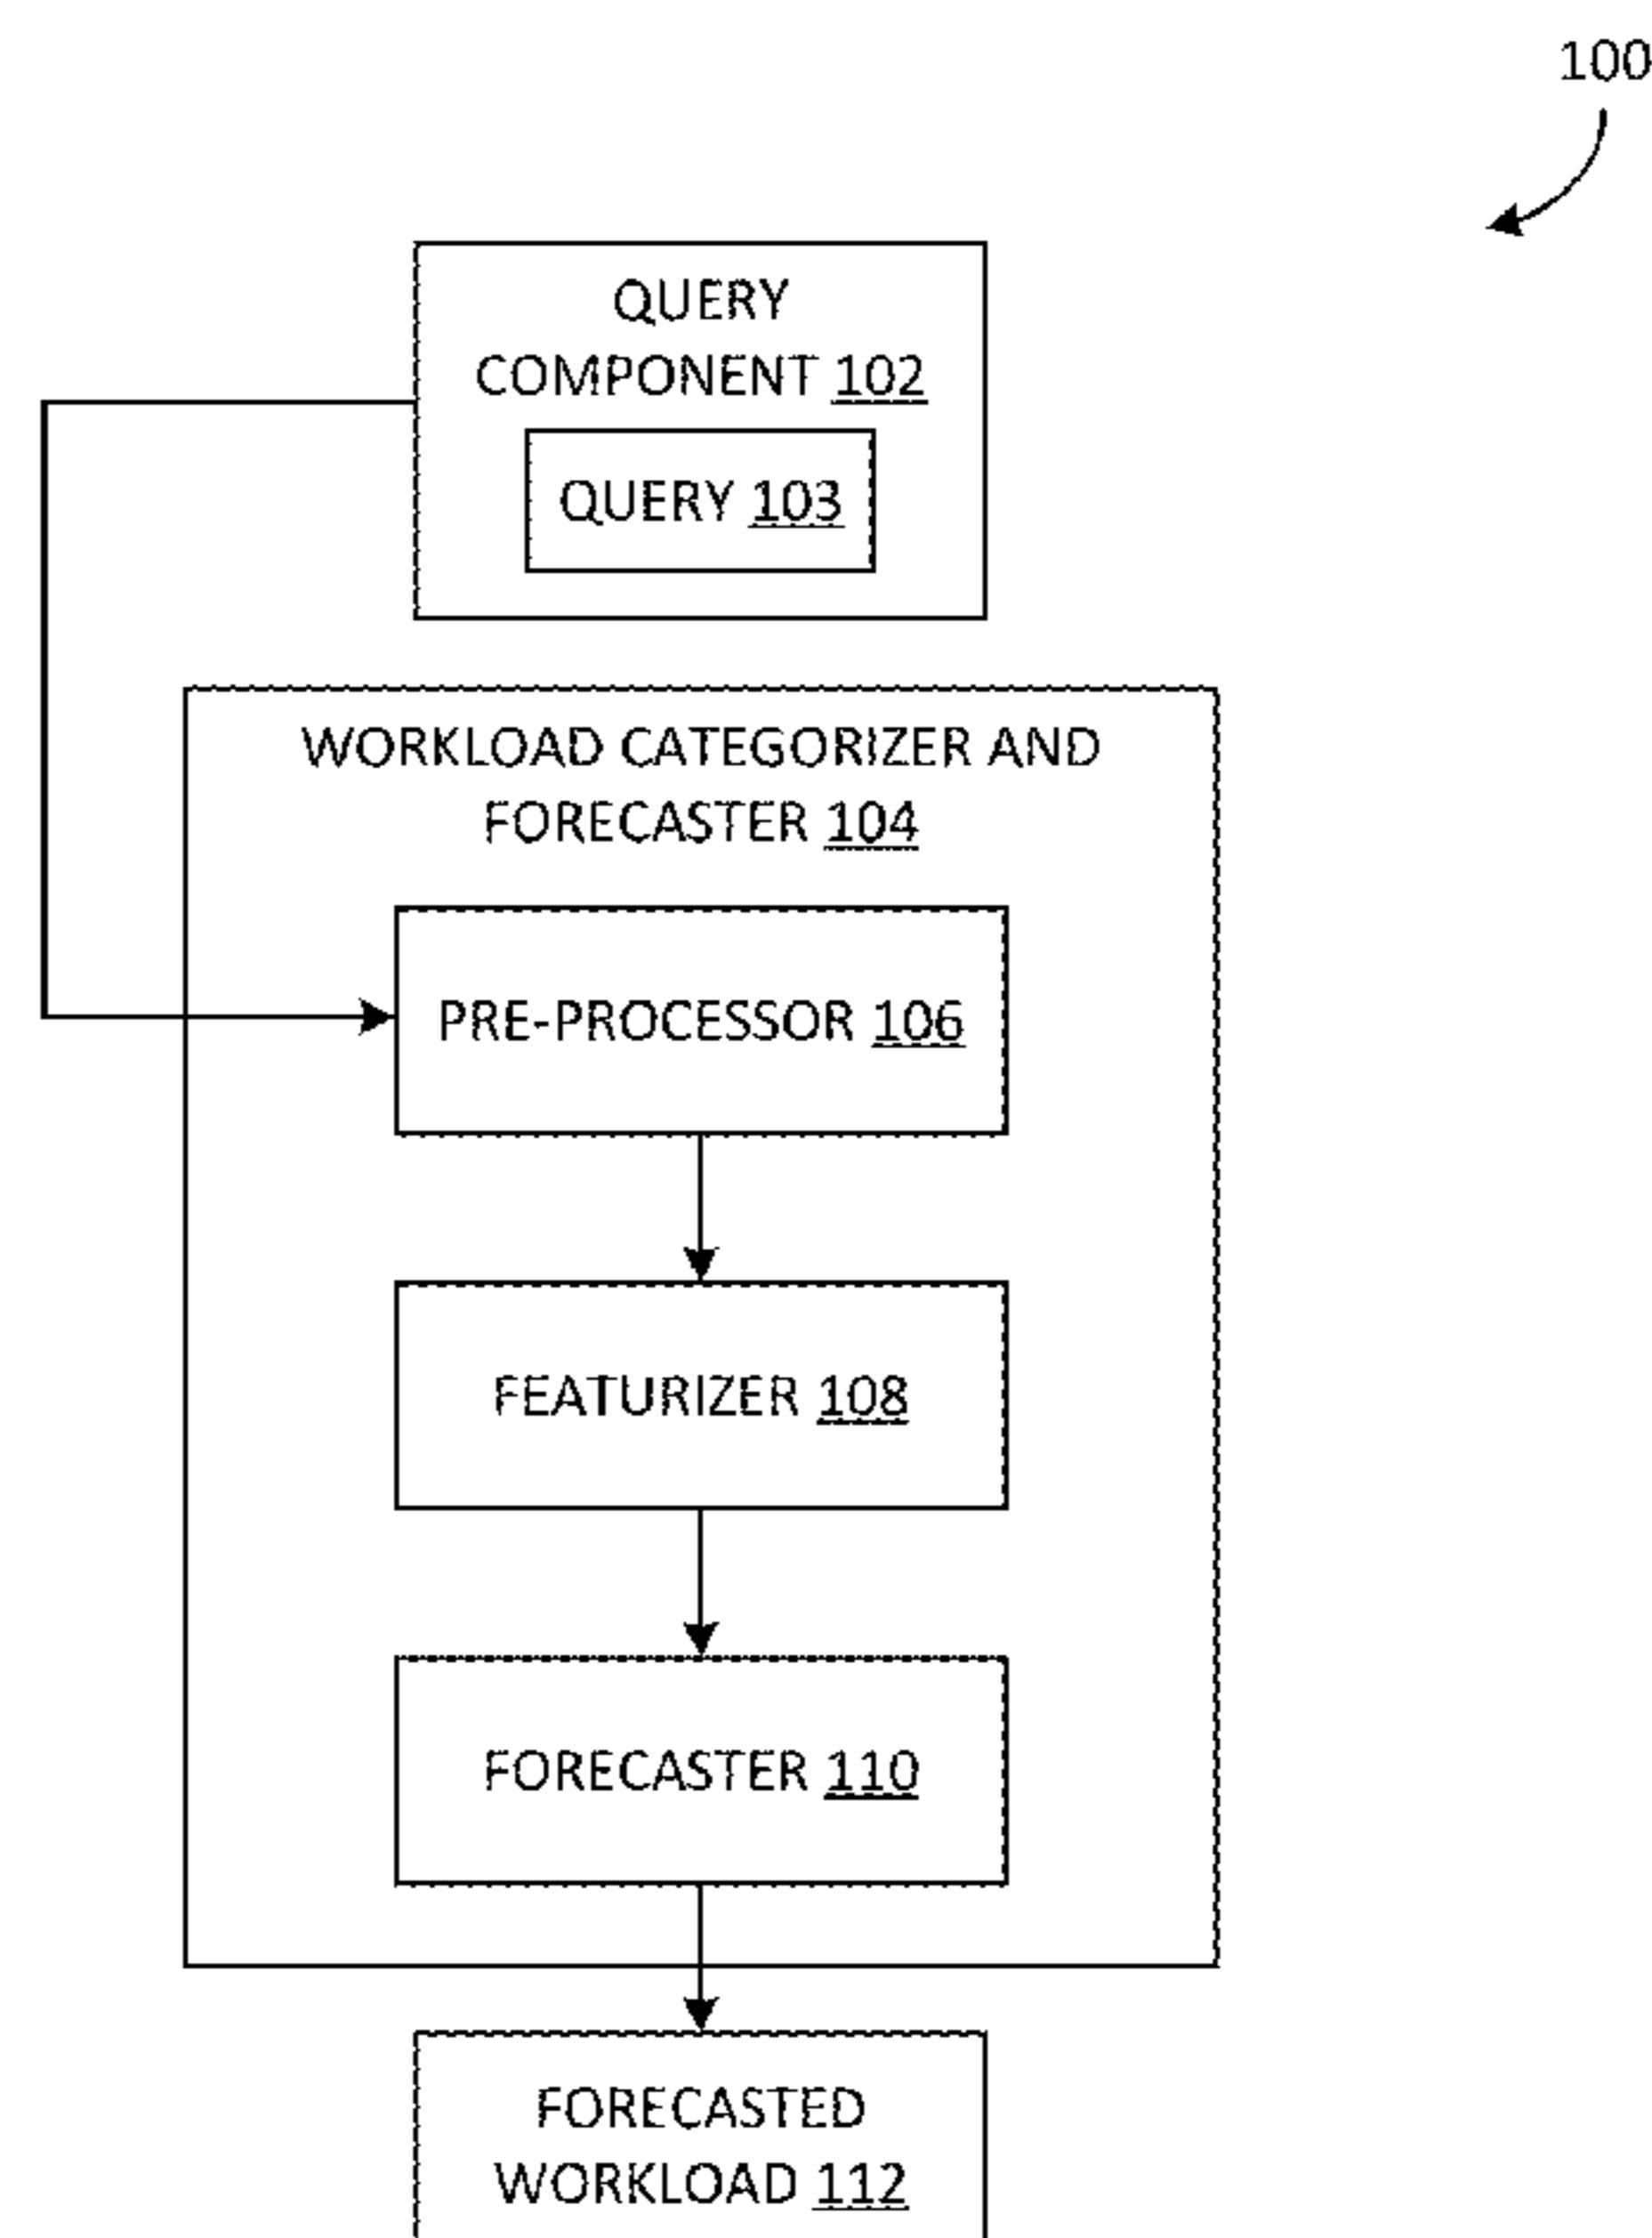 100
QUERY
COMPONENT 102
QUERY 103
WORKLOAD CATEGORIZER AND
FORECASTER 104
PRE-PROCESSOR 106
FEATURIZER 108
FORECASTER 110
FORECASTED
WORKLOAD 112